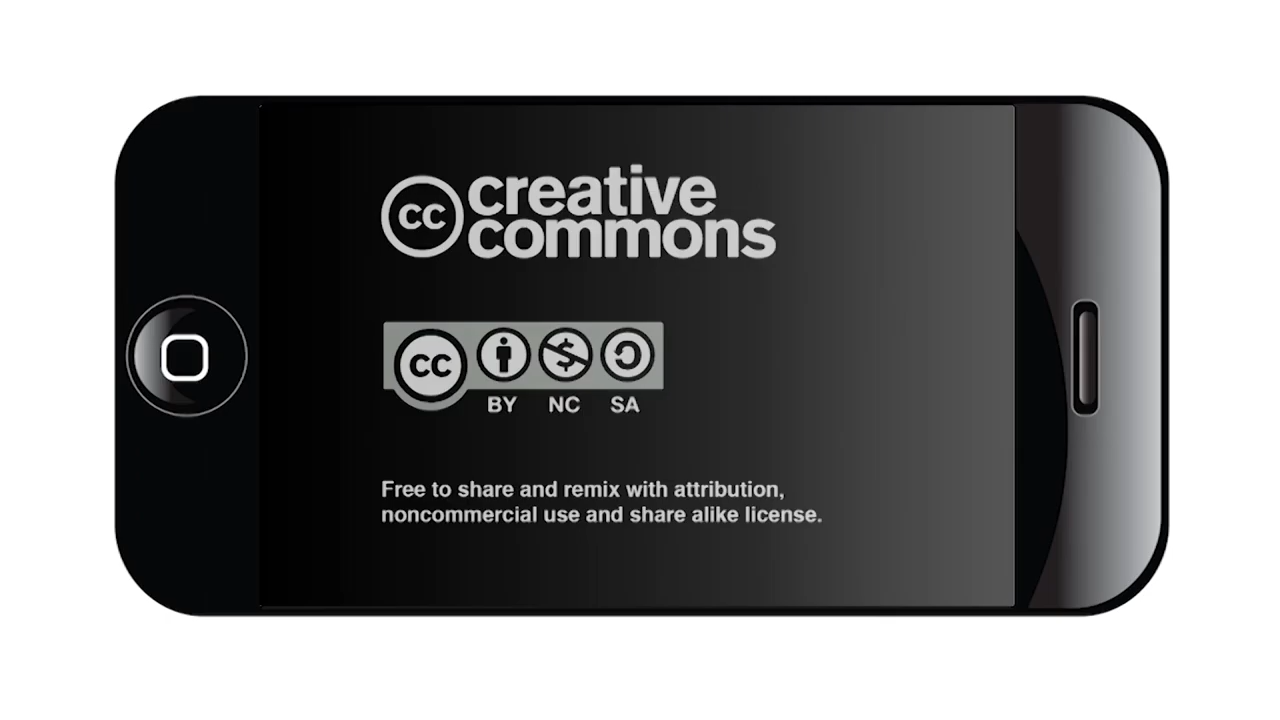 cc creative
commons
cc
BY NC SA
Free to share and remix with attribution,
noncommercial use and share alike license.